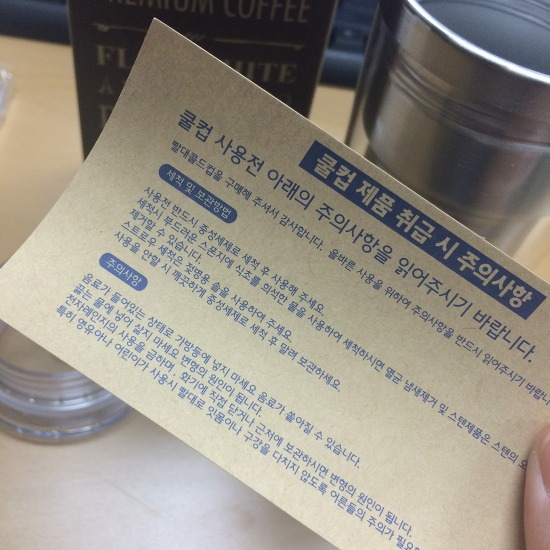 PREMIUM COFFEE
FLAT WHITE
쿨컵 제품 취급 시 주의사항
쿨컵 사용전 아래의 주의사항을 읽어주시기 바랍니다.
빨대콜드컵을 구매해 주셔서 감사합니다. 올바른 사용을 위하여 주의사항을 반드시 읽어주시기 바랍니
세척 및 보관방법
사용전 반드시 중성세제로 세척 후 사용해 주세요.
세척시 부드러운 스폰지에 식초를 희석한 물을 사용하여 세척하시면 멸균 냄새제거 및 스텐제품은 스텐의 오
제거할 수 있습니다.
스트로우 세척은 젖병용 솔을 사용하여 주세요.
사용을 안할 시 깨끗하게 중성세제로 세척 후 말려 보관하세요.
주의사항
음료가 들어있는 상태로 가방등에 넣지 마세요 음료가 쏟아질 수 있습니다.
끓는 물에 넣어 삶지 마세요 변형의 원인이 됩니다.
전자레인지의 사용을 금하며, 화기에 직접 닫거나 근처에 보관하시면 변형의 원인이 됩니다.
특히 영유아나 어린이가 사용시 빨대로 잇몸이나 구강을 다치지 않도록 어른들의 주의가 필요